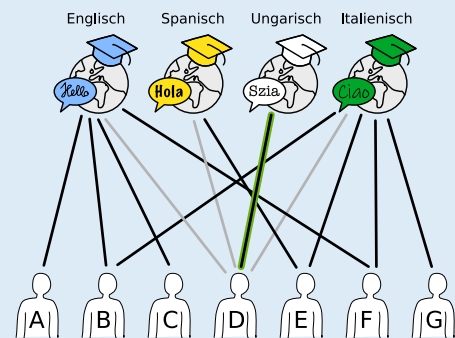 Englisch Spanisch Ungarisch Italienisch
Hello Hola Szia Ciao
A B C D E F G